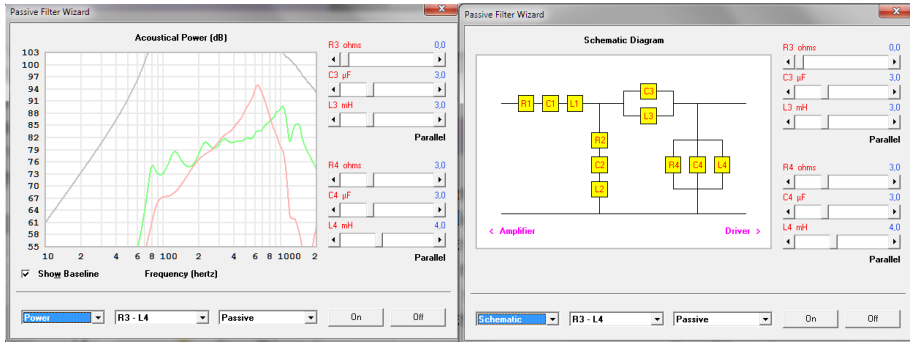 Passive Filter Wizard
Acoustical Power (dB)
103
100
97
94
91
88
85
82
79
76
73
70
67
64
61
58
55
10 2 4 6 8 100 2 4 6 8 1000 2
Show Baseline
Frequency (hertz)
R3 ohms 0,0
C3 µF 3,0
L3 mH 3,0
Parallel
R4 ohms 3,0
C4 µF 3,0
L4 mH 4,0
Parallel
Power
R3 - L4
Passive
On
Off
Passive Filter Wizard
Schematic Diagram
R1 C1 L1
C3
L3
R2
C2
L2
R4 C4 L4
< Amplifier
Driver >
R3 ohms 0,0
C3 µF 3,0
L3 mH 3,0
Parallel
R4 ohms 3,0
C4 µF 3,0
L4 mH 4,0
Parallel
Schematic
R3 - L4
Passive
On
Off